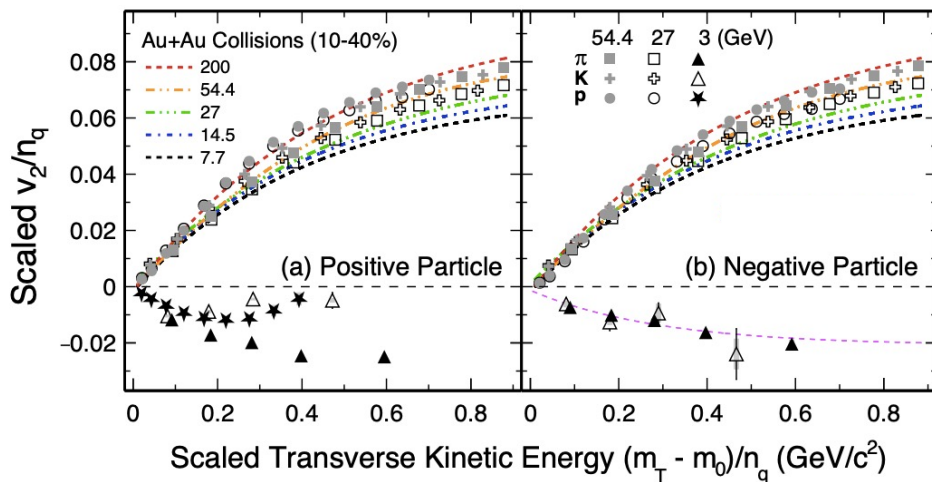 Au+Au Collisions (10-40%)
200
54.4
27
14.5
7.7
54.4 27 3 (GeV)
π
K
p
0.08
0.06
0.04
0.02
0
−0.02
Scaled v2/nq
(a) Positive Particle
(b) Negative Particle
0 0.2 0.4 0.6 0.8 0 0.2 0.4 0.6 0.8
Scaled Transverse Kinetic Energy (mT - m0)/nq (GeV/c²)